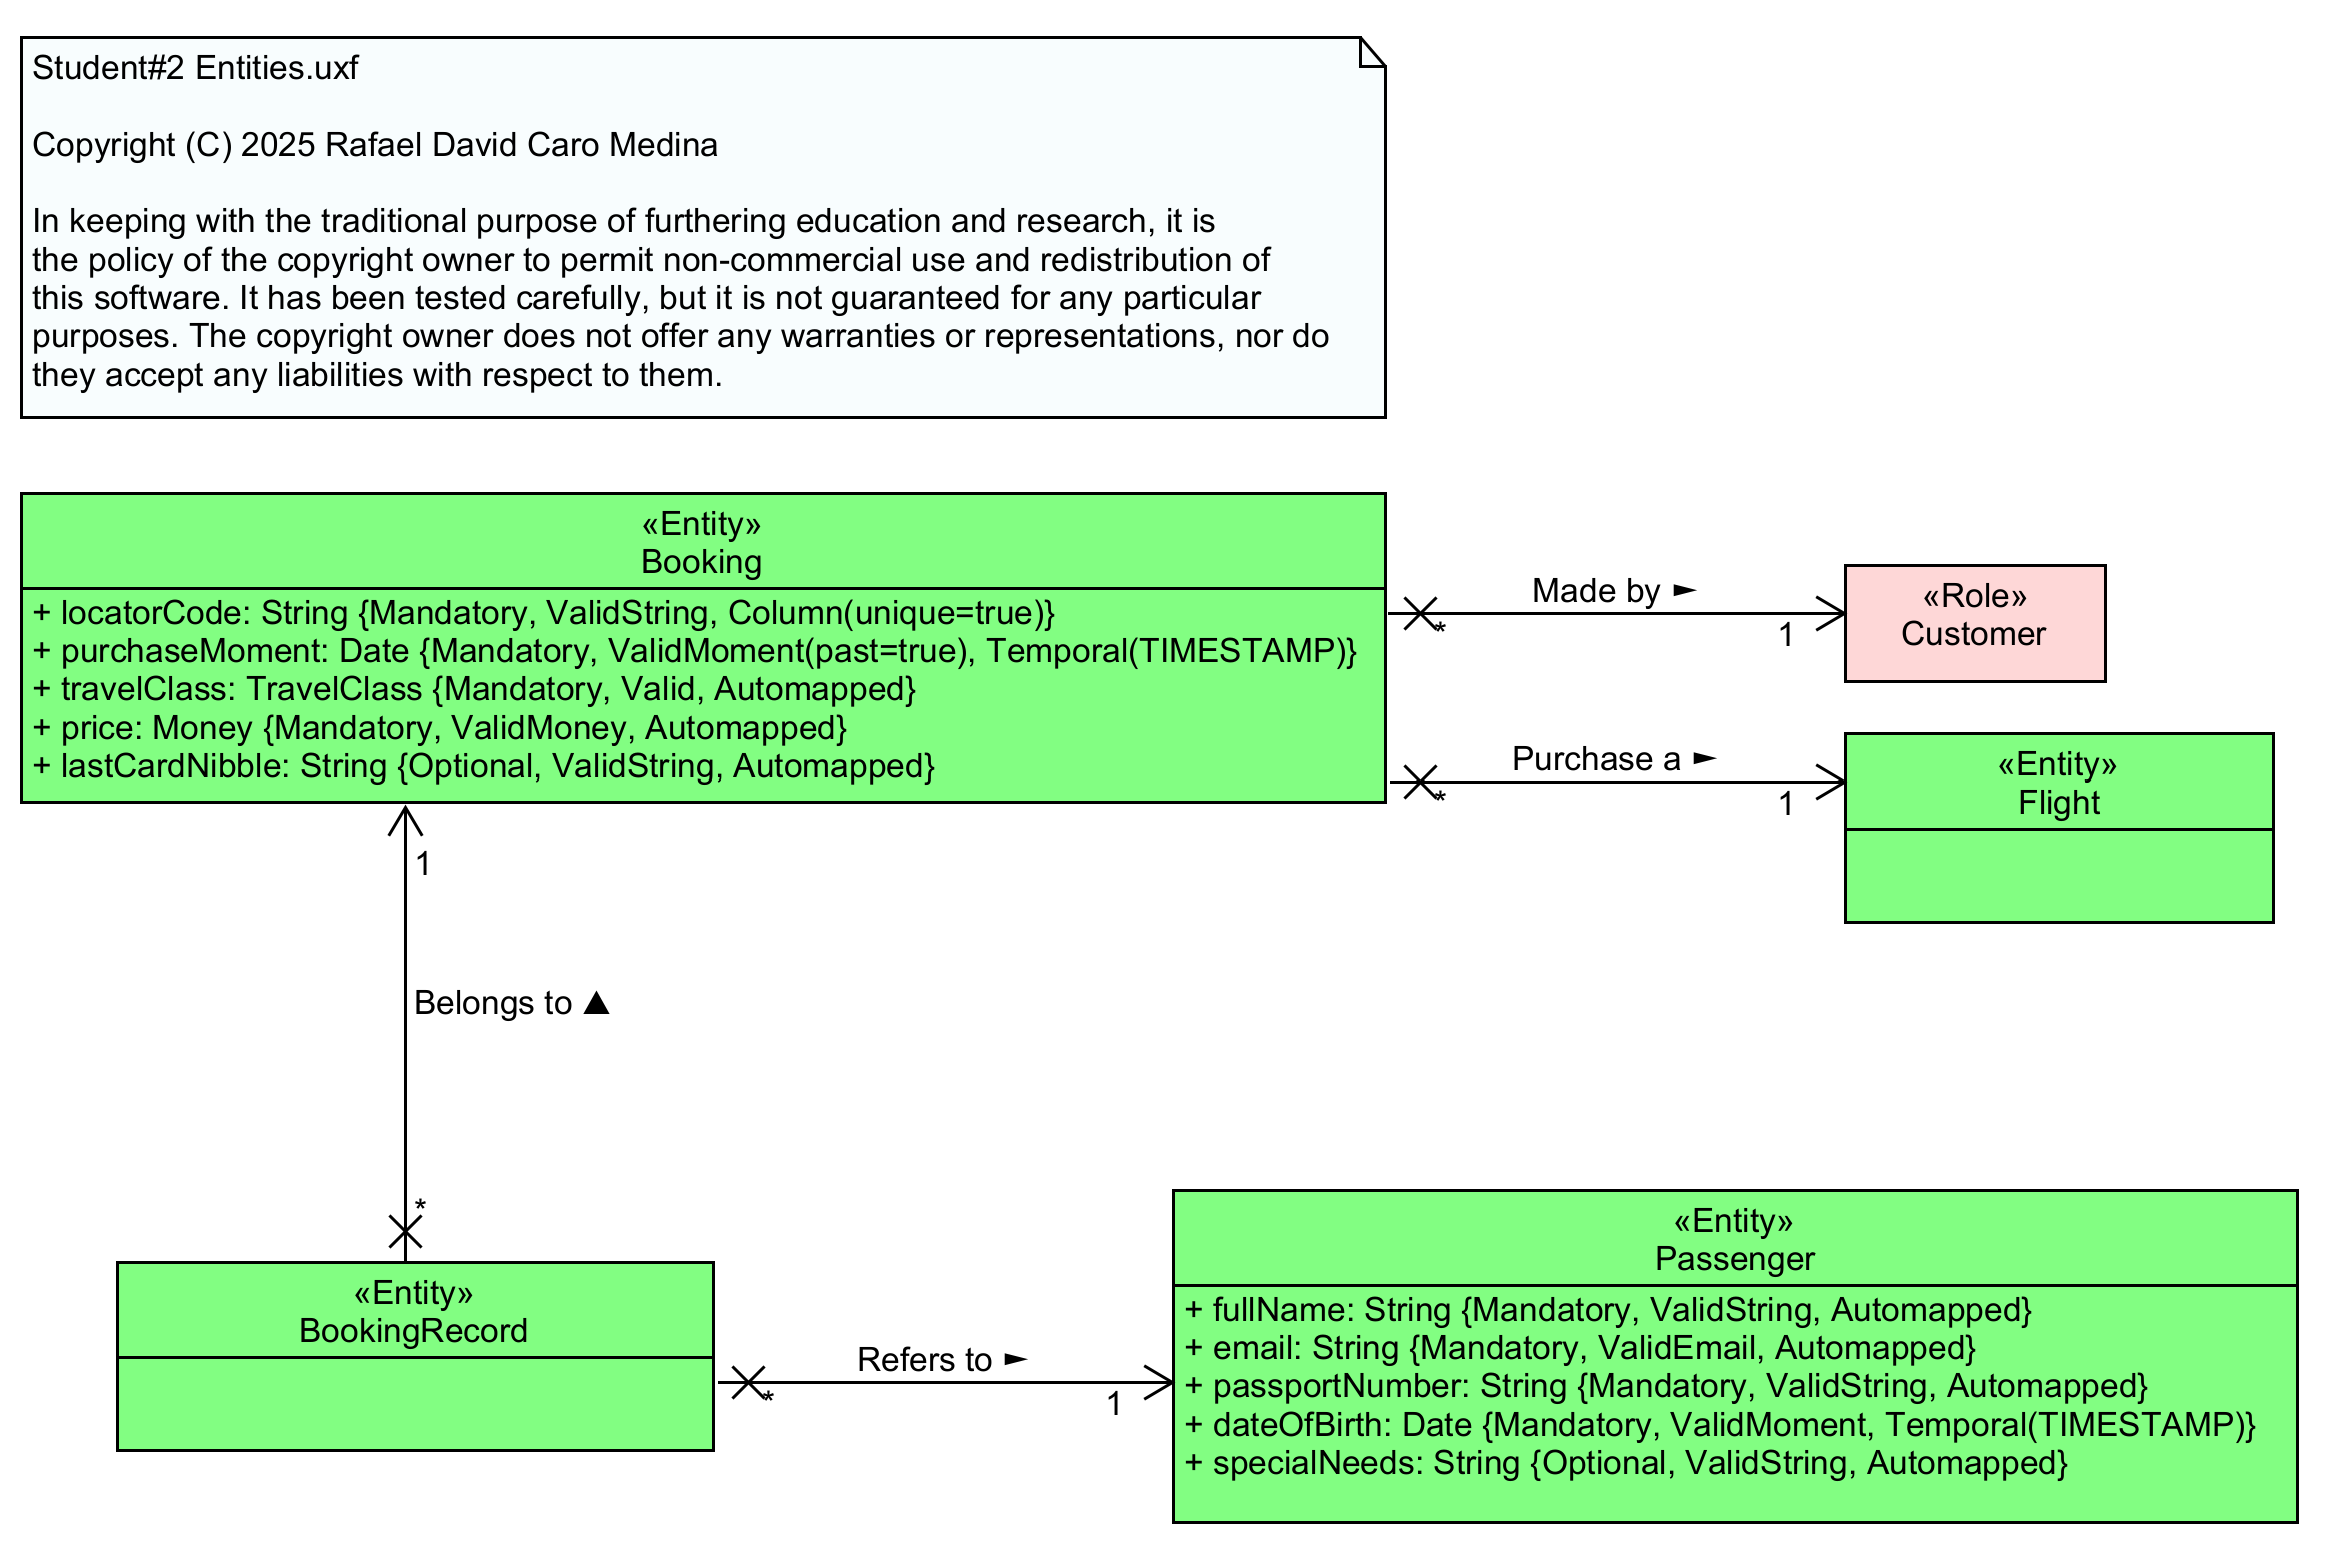 Student#2 Entities.uxf
Copyright (C) 2025 Rafael David Caro Medina
In keeping with the traditional purpose of furthering education and research, it is
the policy of the copyright owner to permit non-commercial use and redistribution of
this software. It has been tested carefully, but it is not guaranteed for any particular
purposes. The copyright owner does not offer any warranties or representations, nor do
they accept any liabilities with respect to them.
«Entity»
Booking
+ locatorCode: String {Mandatory, ValidString, Column(unique=true)}
+ purchaseMoment: Date {Mandatory, ValidMoment(past=true), Temporal(TIMESTAMP)}
+ travelClass: TravelClass {Mandatory, Valid, Automapped}
+ price: Money {Mandatory, ValidMoney, Automapped}
+ lastCardNibble: String {Optional, ValidString, Automapped}
Made by ►
*
1
«Role»
Customer
Purchase a ►
*
1
«Entity»
Flight
1
Belongs to ▲
*
«Entity»
BookingRecord
Refers to ►
*
1
«Entity»
Passenger
+ fullName: String {Mandatory, ValidString, Automapped}
+ email: String {Mandatory, ValidEmail, Automapped}
+ passportNumber: String {Mandatory, ValidString, Automapped}
+ dateOfBirth: Date {Mandatory, ValidMoment, Temporal(TIMESTAMP)}
+ specialNeeds: String {Optional, ValidString, Automapped}